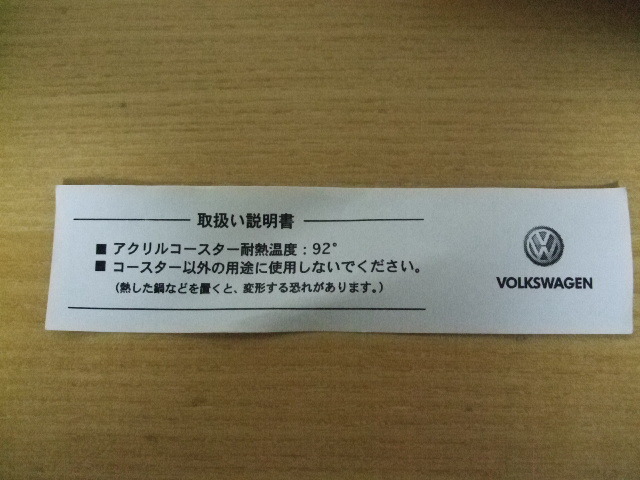 取扱い説明書
■ アクリルコースター耐熱温度：92°
■ コースター以外の用途に使用しないでください。
（熱した鍋などを置くと、変形する恐れがあります。）
VOLKSWAGEN